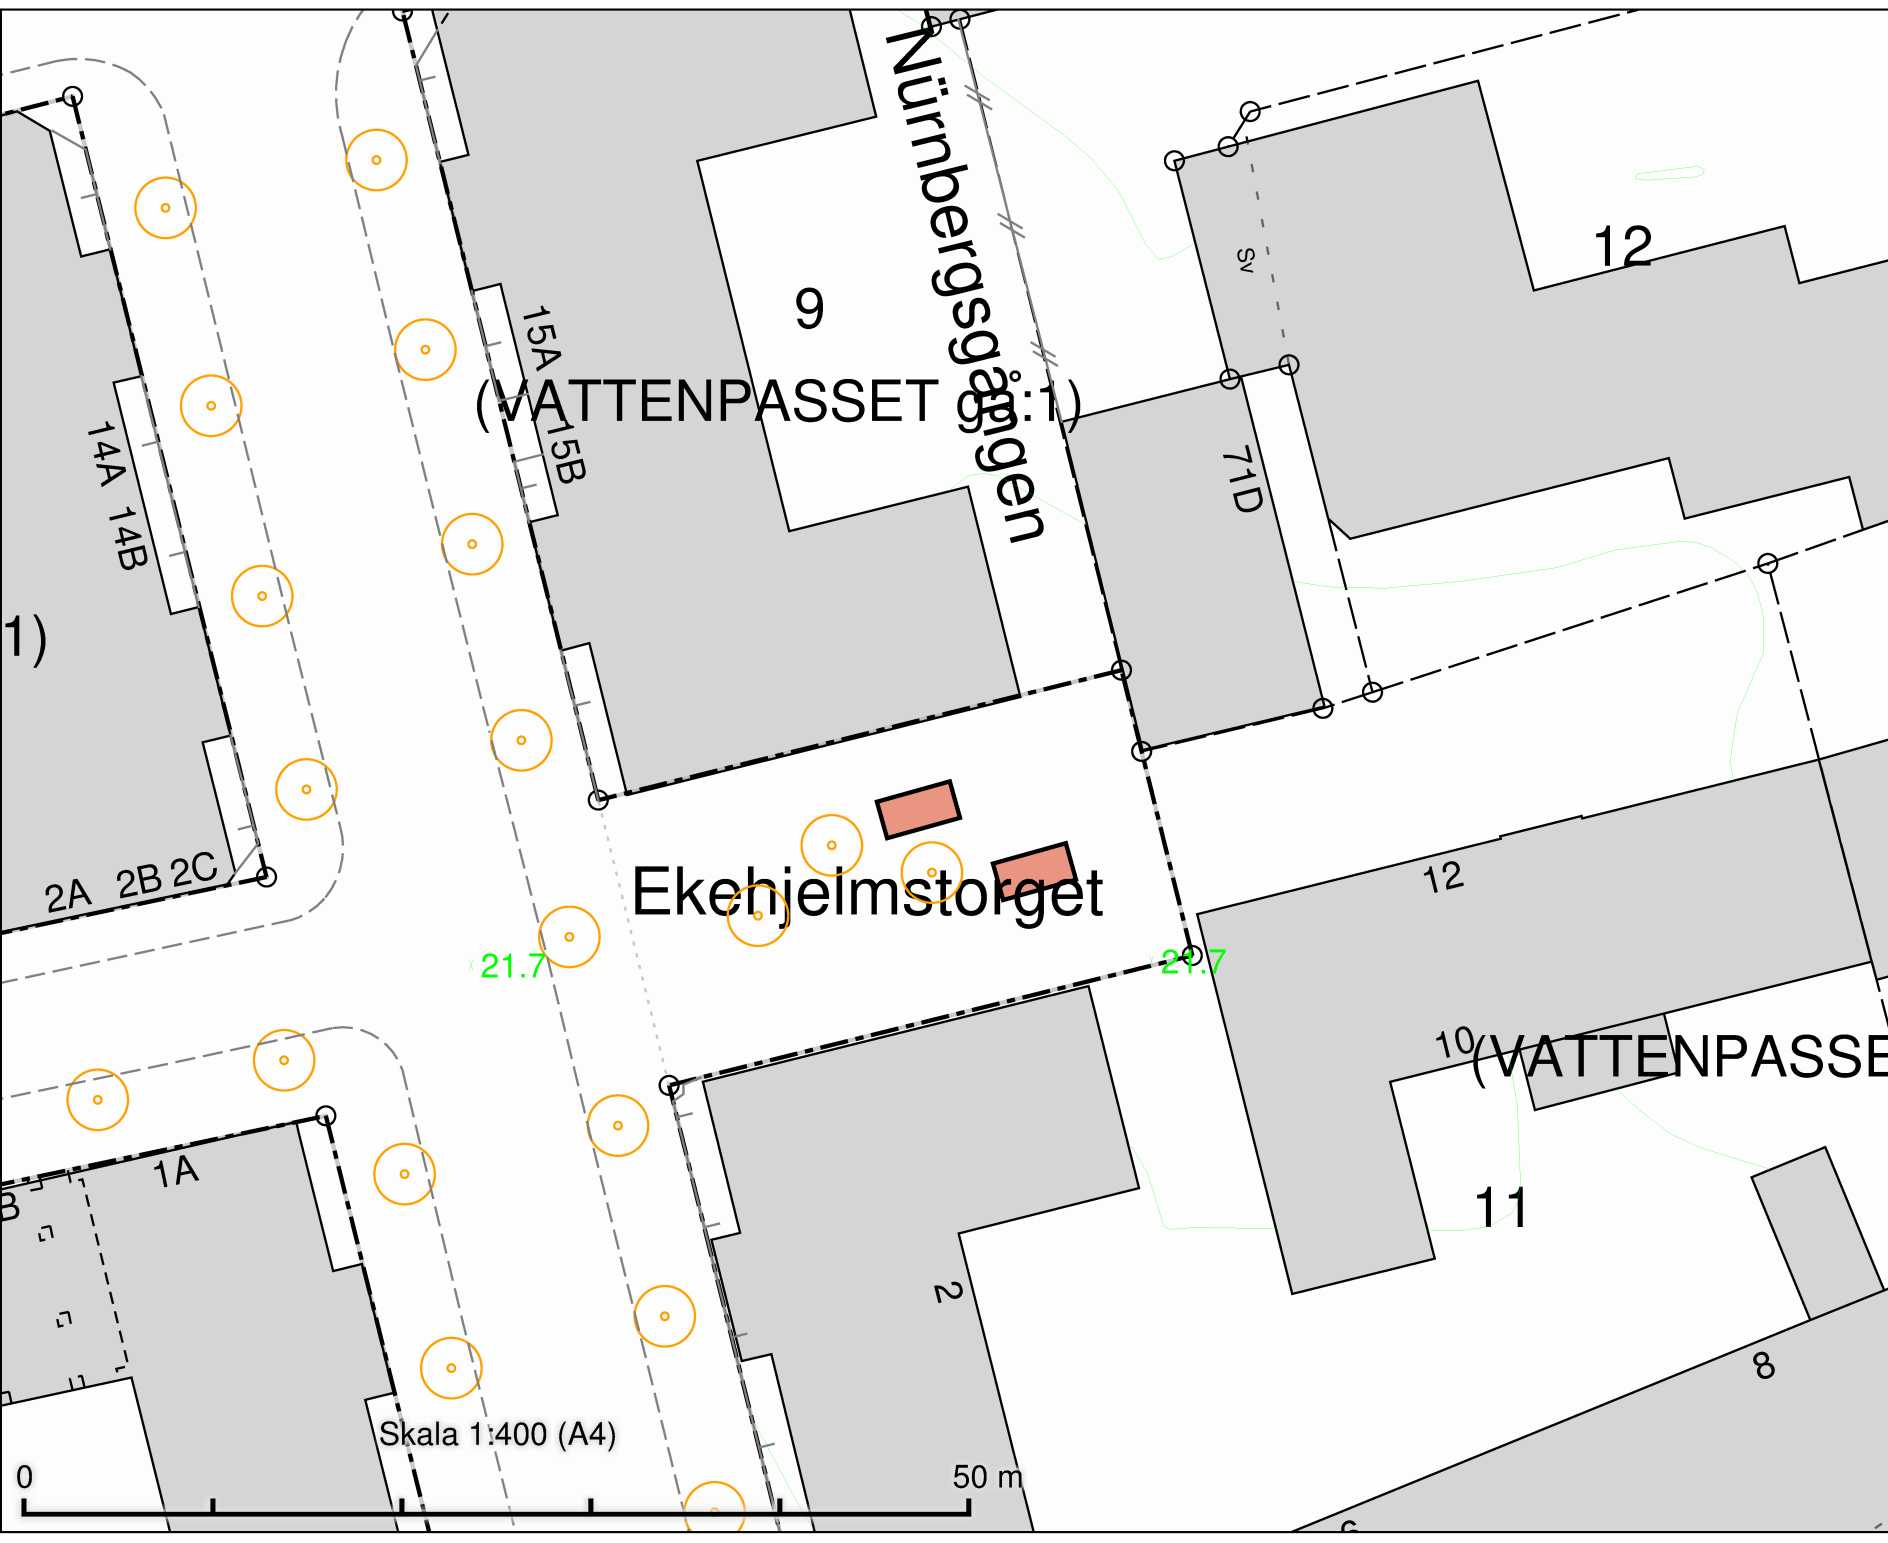 Nürnbergsgången
12
Sv
9
15A
(VATTENPASSET ga:1)
15B
14A
14B
71D
1)
2A 2B 2C
Ekehjelmstorget
12
21.7
21.7
10
(VATTENPASSE
1A
B
11
2
8
Skala 1:400 (A4)
0
50 m